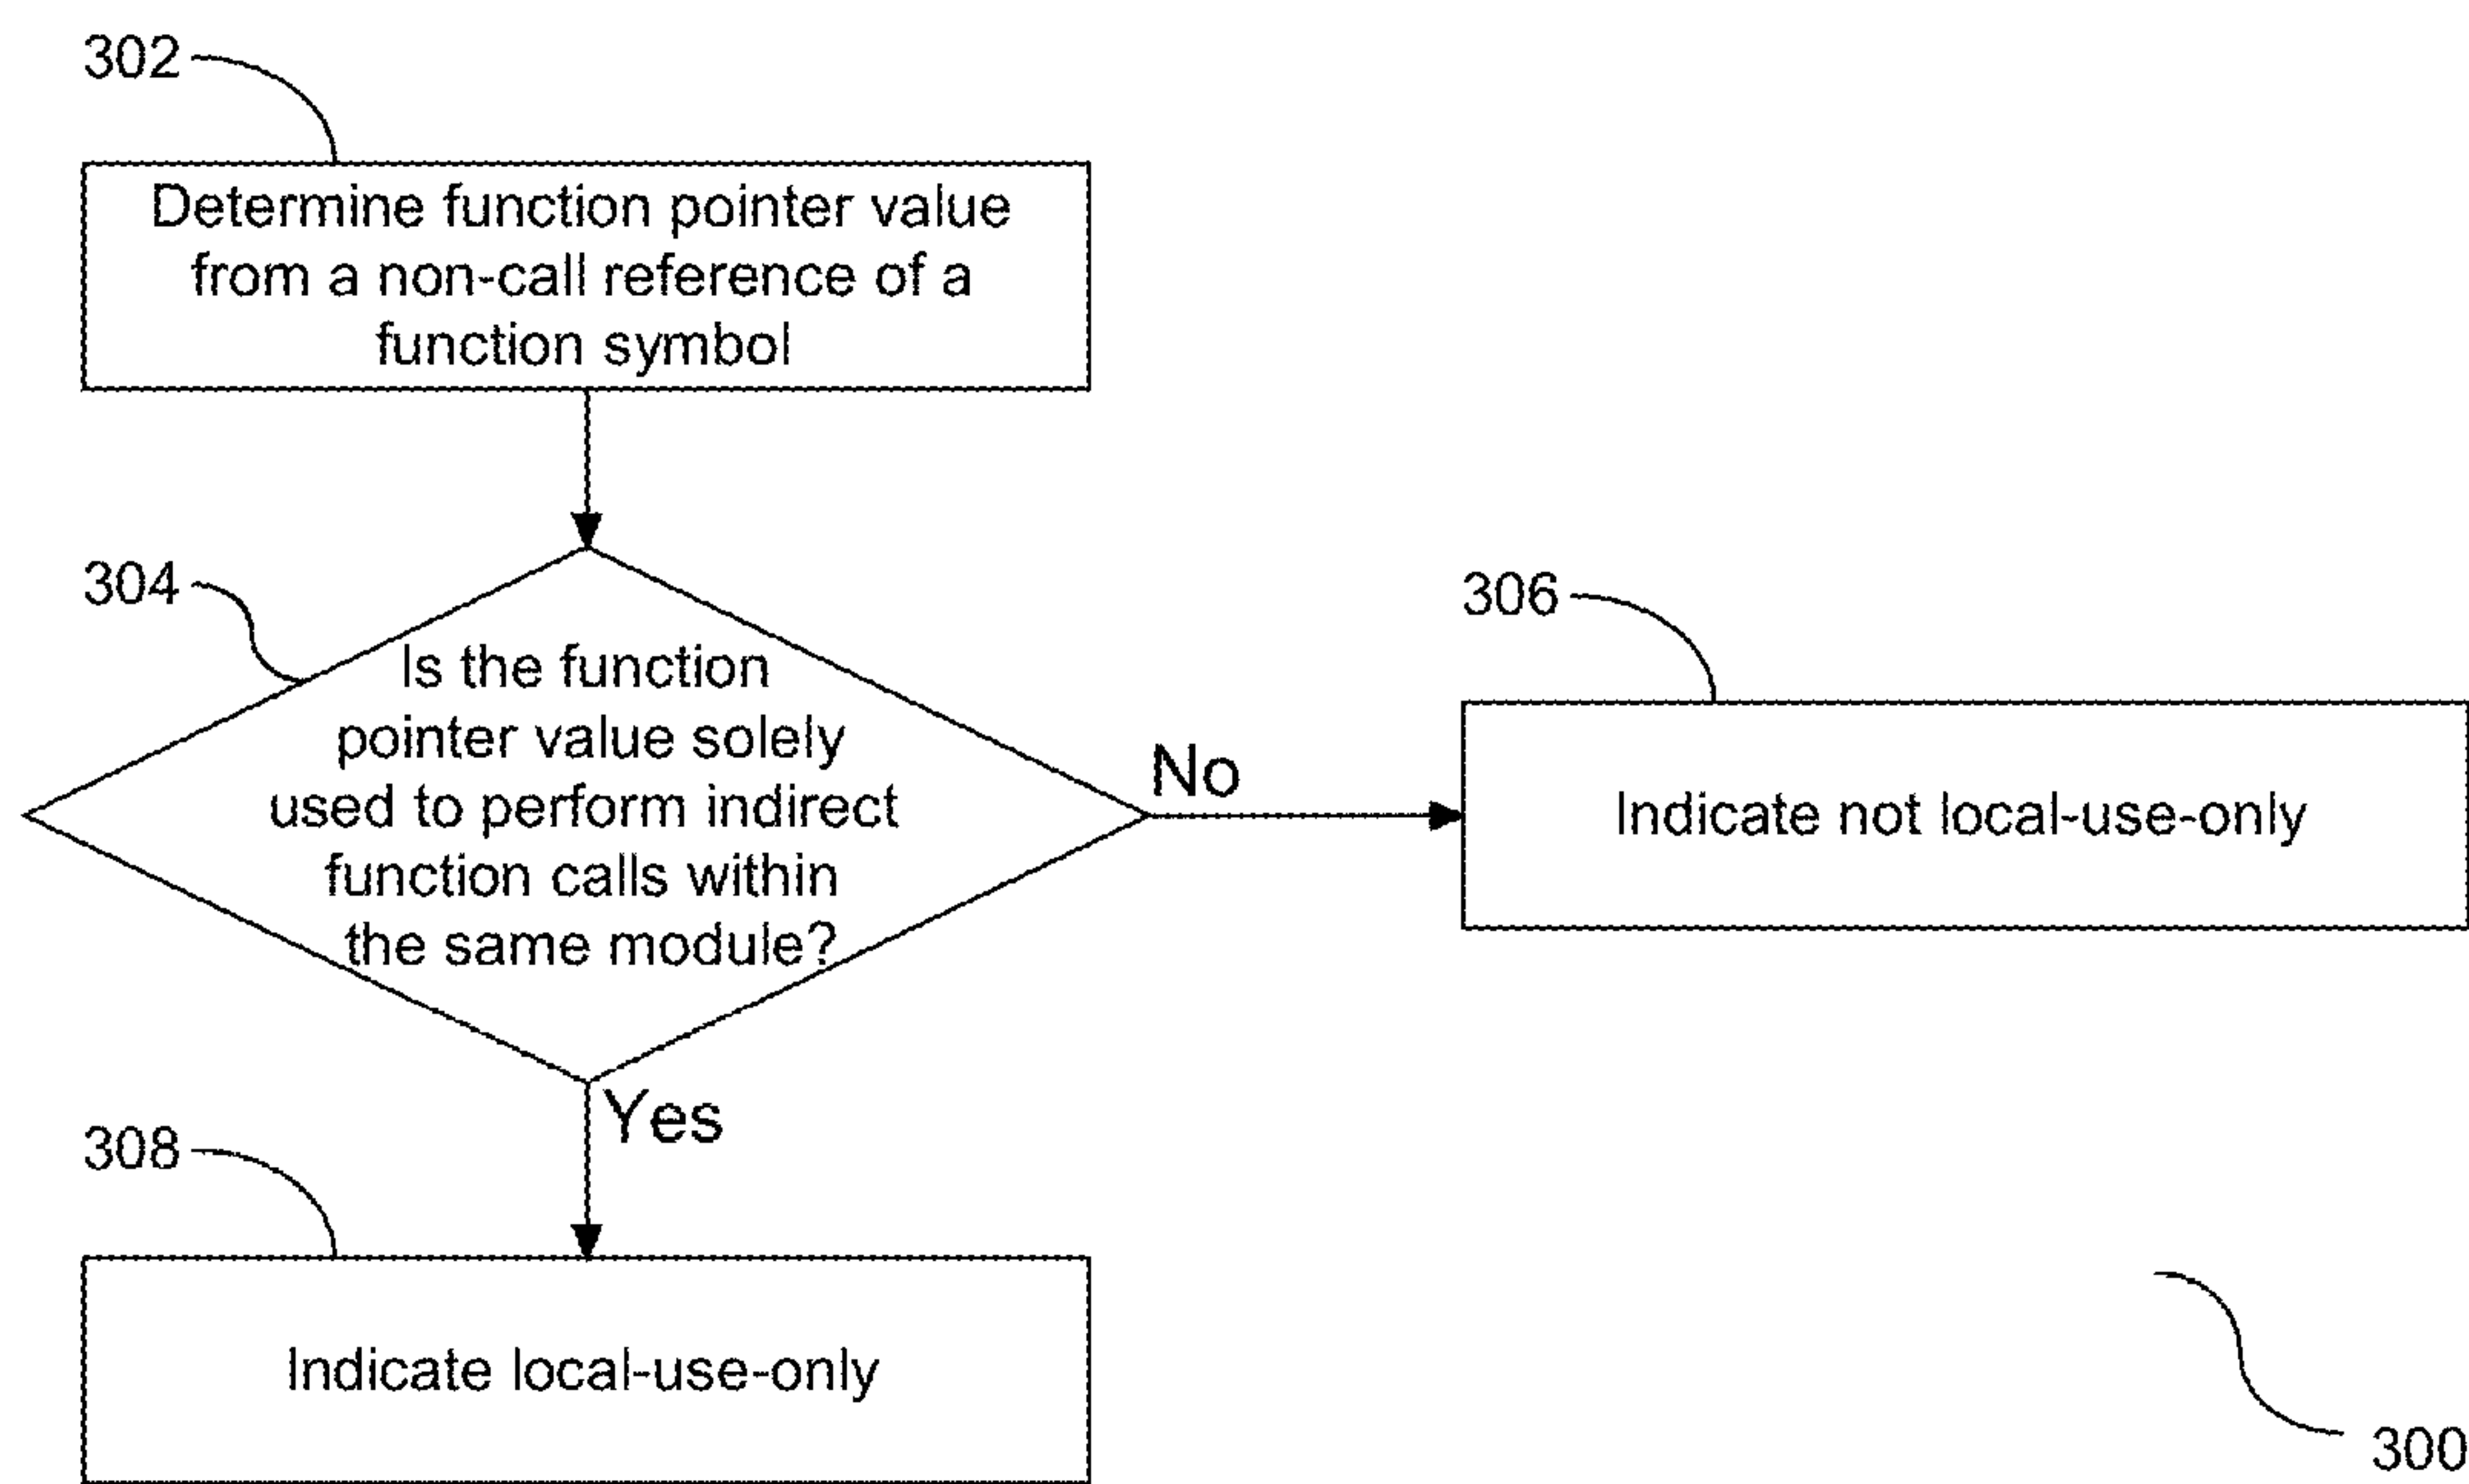 302
Determine function pointer value
from a non-call reference of a
function symbol
304
Is the function
pointer value solely
used to perform indirect
function calls within
the same module?
No
306
Indicate not local-use-only
Yes
308
Indicate local-use-only
300